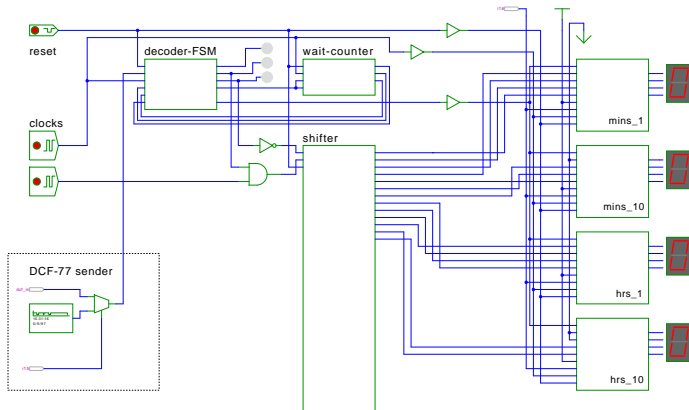 reset
decoder-FSM
wait-counter
clocks
shifter
mins_1
mins_10
DCF-77 sender
hrs_1
hrs_10